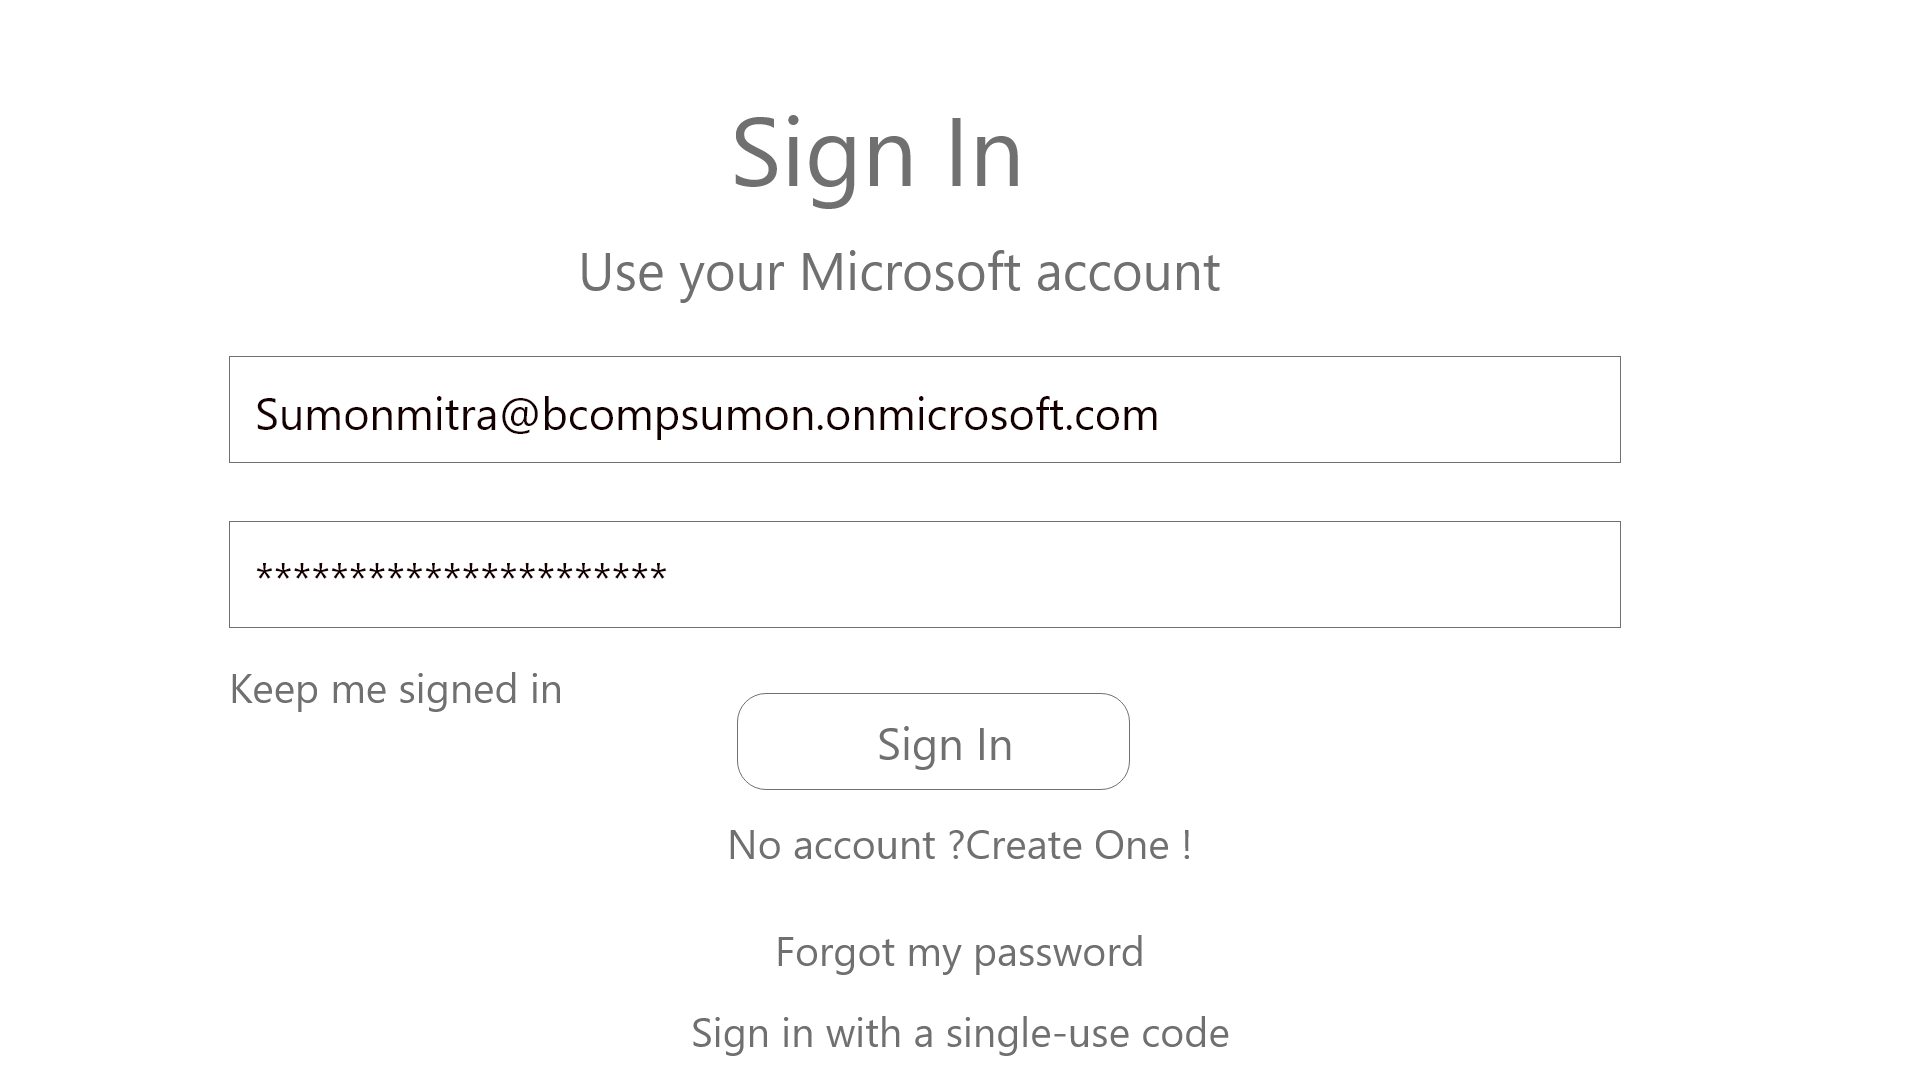 Sign In
Use your Microsoft account
Sumonmitra@bcompsumon.onmicrosoft.com
**********************
Keep me signed in
Sign In
No account ?Create One !
Forgot my password
Sign in with a single-use code